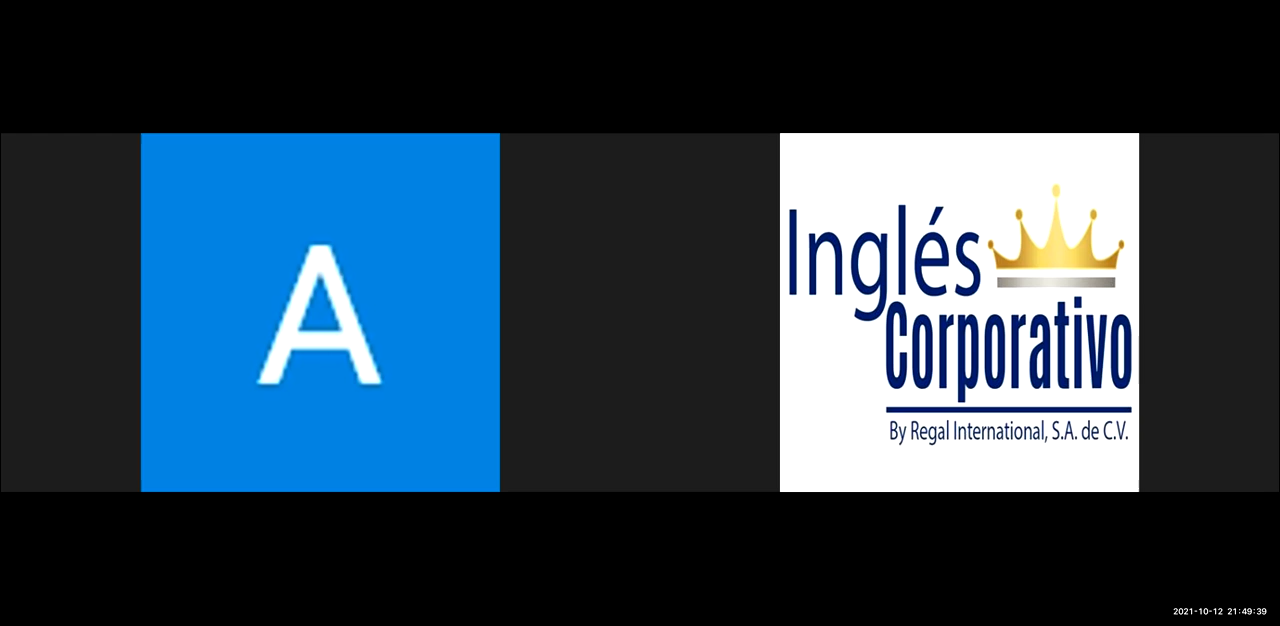 A
Inglés
Corporativo
By Regal International, S.A. de C.V.
2021-10-12 21:49:39